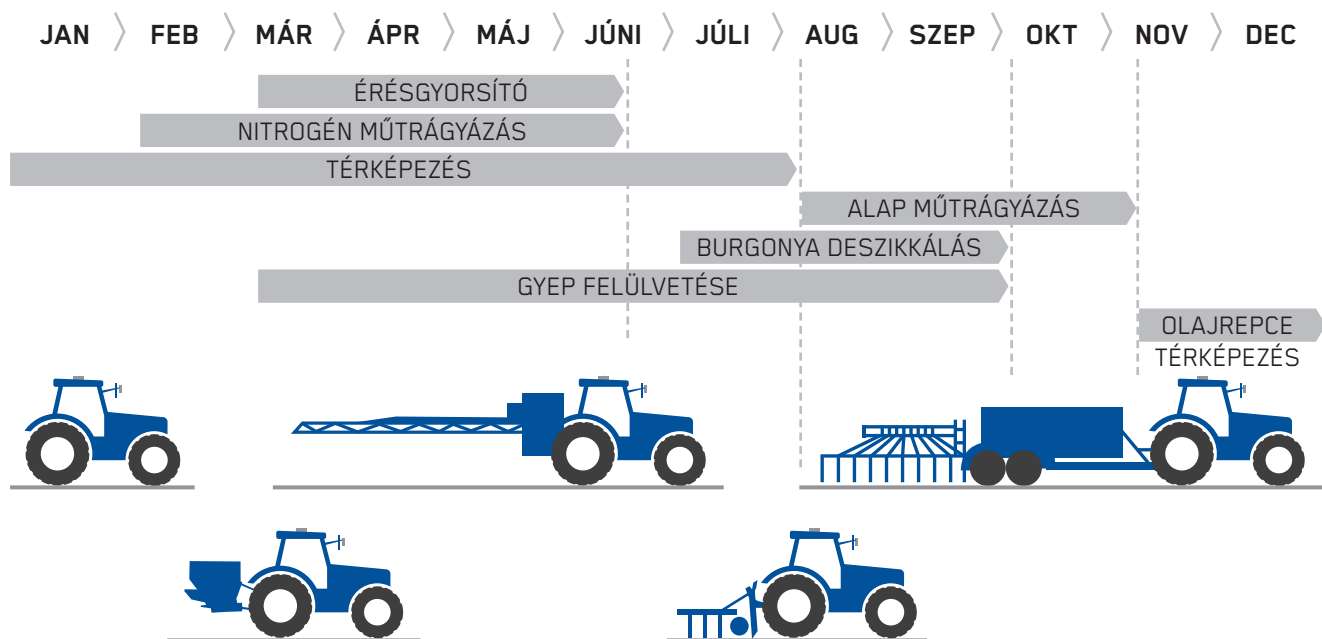 JAN FEB MÁR ÁPR MÁJ JÚNI JÚLI AUG SZEP OKT NOV DEC
ÉRÉSGYORSÍTÓ
NITROGÉN MŰTRÁGYÁZÁS
TÉRKÉPEZÉS
ALAP MŰTRÁGYÁZÁS
BURGONYA DESZIKKÁLÁS
GYEP FELÜLVETÉSE
OLAJREPCE
TÉRKÉPEZÉS